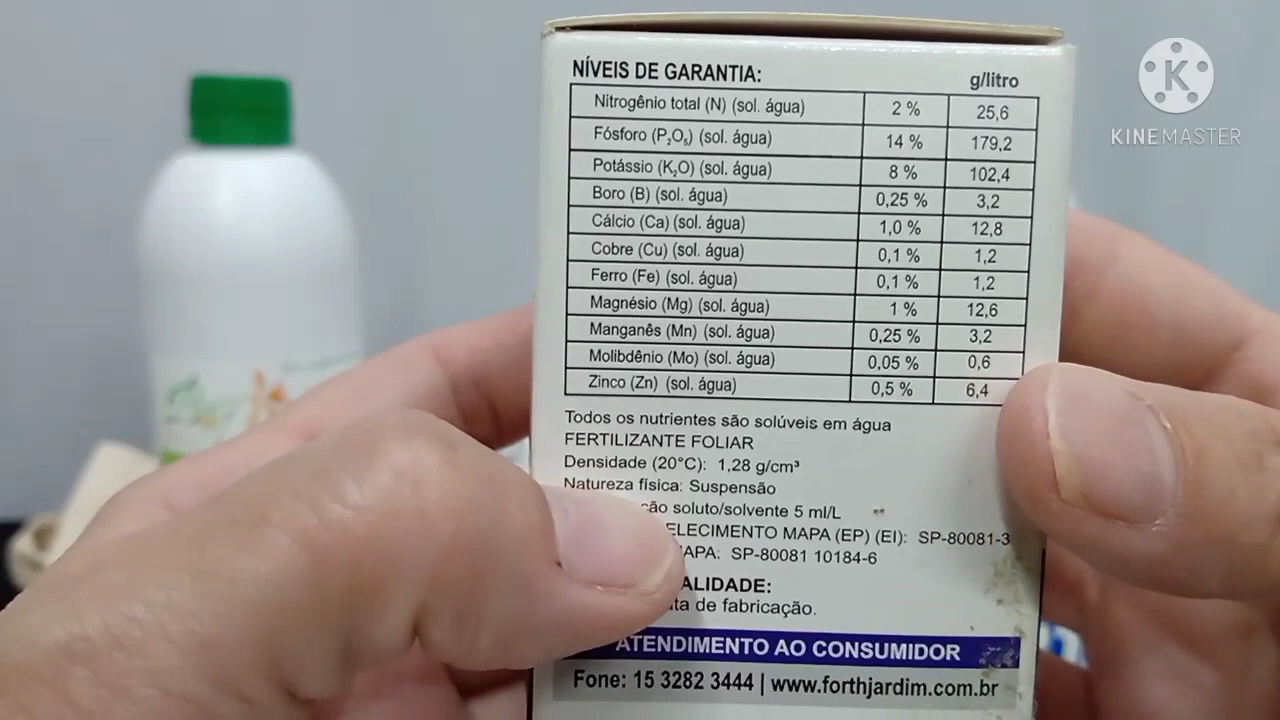 NÍVEIS DE GARANTIA: g/litro
Nitrogênio total (N) (sol. água) 2 % 25,6
Fósforo (P₂O₅) (sol. água) 14 % 179,2
Potássio (K₂O) (sol. água) 8 % 102,4
Boro (B) (sol. água) 0,25 % 3,2
Cálcio (Ca) (sol. água) 1,0 % 12,8
Cobre (Cu) (sol. água) 0,1 % 1,2
Ferro (Fe) (sol. água) 0,1 % 1,2
Magnésio (Mg) (sol. água) 1 % 12,6
Manganês (Mn) (sol. água) 0,25 % 3,2
Molibdênio (Mo) (sol. água) 0,05 % 0,6
Zinco (Zn) (sol. água) 0,5 % 6,4
Todos os nutrientes são solúveis em água
FERTILIZANTE FOLIAR
Densidade (20°C): 1,28 g/cm³
Natureza física: Suspensão
soluto/solvente 5 ml/L
MAPA (EP) (EI): SP-80081-3
SP-80081 10184-6
de fabricação.
ATENDIMENTO AO CONSUMIDOR
Fone: 15 3282 3444 | www.forthjardim.com.br
K
KINEMASTER